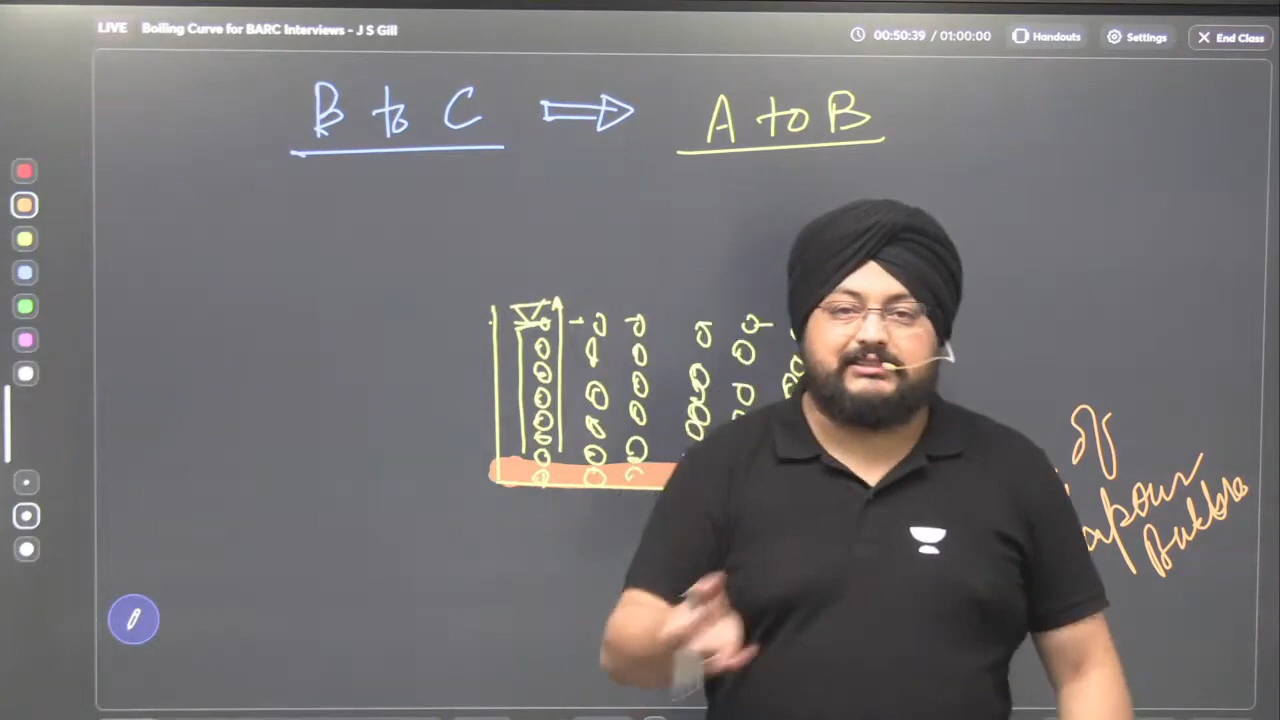 LIVE Boiling Curve for BARC Interviews - J S Gill
00:50:39 / 01:00:00 Handouts Settings End Class
B to C ⇒ A to B
of
Bubble